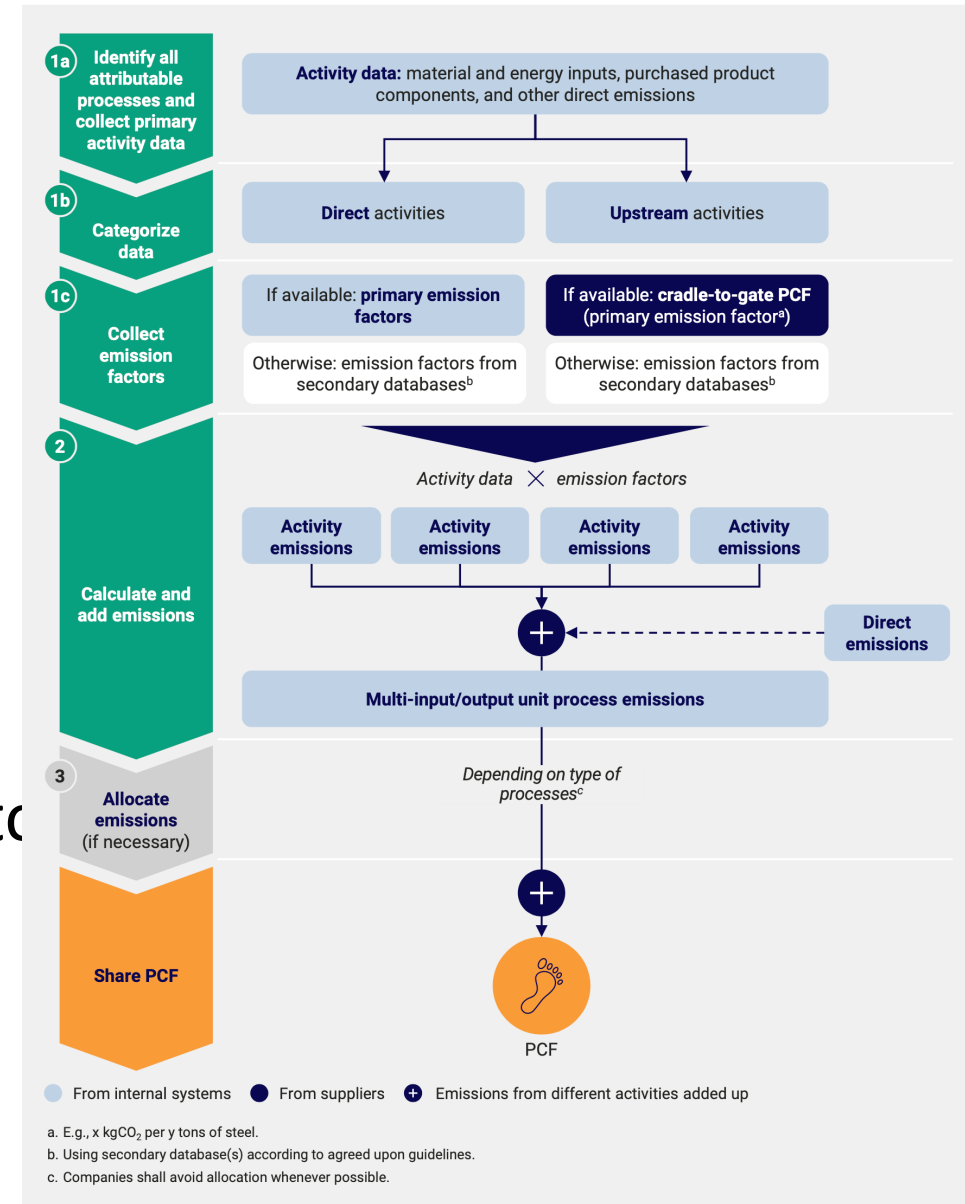 1a
Identify all
attributable
processes and
collect primary
activity data
Activity data: material and energy inputs, purchased product
components, and other direct emissions
1b
Categorize
data
Direct activities
Upstream activities
1c
Collect
emission
factors
If available: primary emission
factors
If available: cradle-to-gate PCF
(primary emission factorᵃ)
Otherwise: emission factors from
secondary databasesᵇ
Otherwise: emission factors from
secondary databasesᵇ
2
Calculate and
add emissions
Activity data × emission factors
Activity
emissions
Activity
emissions
Activity
emissions
Activity
emissions
+
Direct
emissions
Multi-input/output unit process emissions
3
Allocate
emissions
(if necessary)
Depending on type of
processesᶜ
+
Share PCF
PCF
From internal systems
From suppliers
+ Emissions from different activities added up
a. E.g., x kgCO₂ per y tons of steel.
b. Using secondary database(s) according to agreed upon guidelines.
c. Companies shall avoid allocation whenever possible.